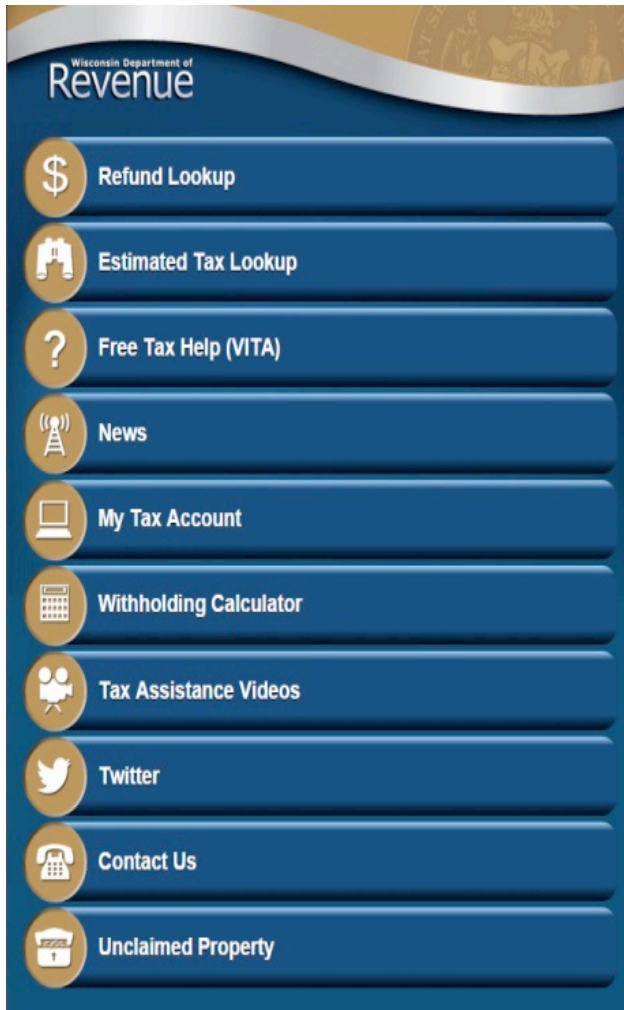 Wisconsin Department of
Revenue
$
Refund Lookup
Estimated Tax Lookup
?
Free Tax Help (VITA)
News
My Tax Account
Withholding Calculator
Tax Assistance Videos
Twitter
Contact Us
Unclaimed Property